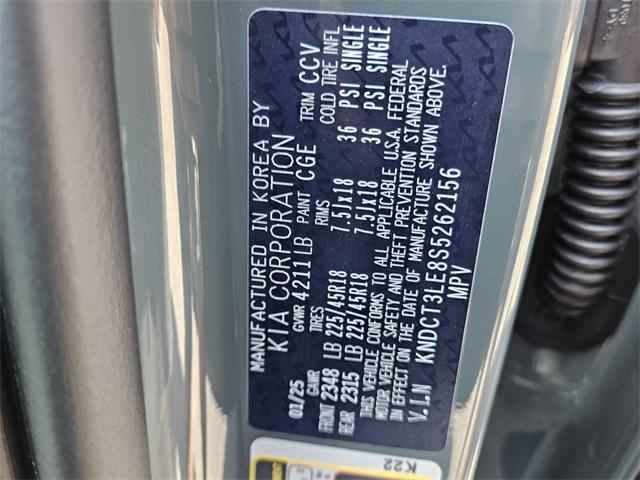 MANUFACTURED IN KOREA BY
KIA CORPORATION
01/25 GVWR 4211LB PAINT CGE TRIM CCV
GAWR TIRES RIMS COLD TIRE INFL
FRONT 2348 LB 225/45R18 7.5Jx18 36 PSI SINGLE
REAR 2315 LB 225/45R18 7.5Jx18 36 PSI SINGLE
THIS VEHICLE CONFORMS TO ALL APPLICABLE U.S.A. FEDERAL
MOTOR VEHICLE SAFETY AND THEFT PREVENTION STANDARDS
IN EFFECT ON THE DATE OF MANUFACTURE SHOWN ABOVE.
V.I.N KNDCT3LE8S5262156
MPV
K22